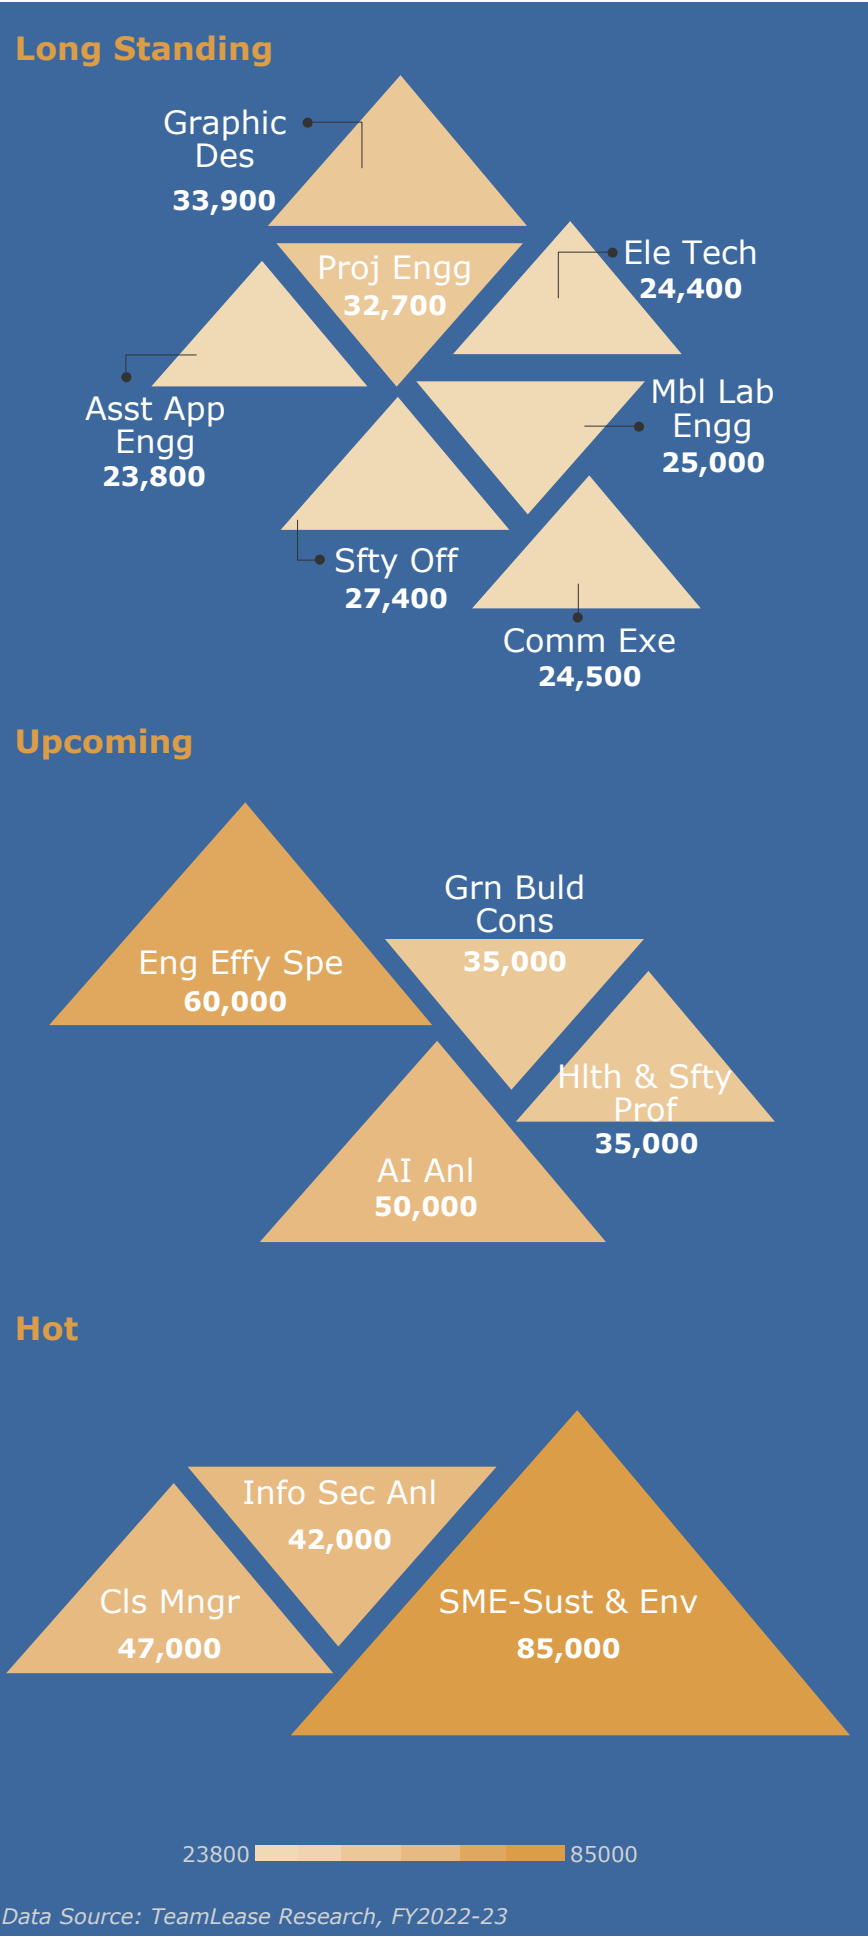 Long Standing
Graphic
Des
33,900
Proj Engg
32,700
Ele Tech
24,400
Asst App
Engg
23,800
Mbl Lab
Engg
25,000
Sfty Off
27,400
Comm Exe
24,500
Upcoming
Eng Effy Spe
60,000
Grn Buld
Cons
35,000
Hlth & Sfty
Prof
35,000
AI Anl
50,000
Hot
Info Sec Anl
42,000
Cls Mngr
47,000
SME-Sust & Env
85,000
23800
85000
Data Source: TeamLease Research, FY2022-23